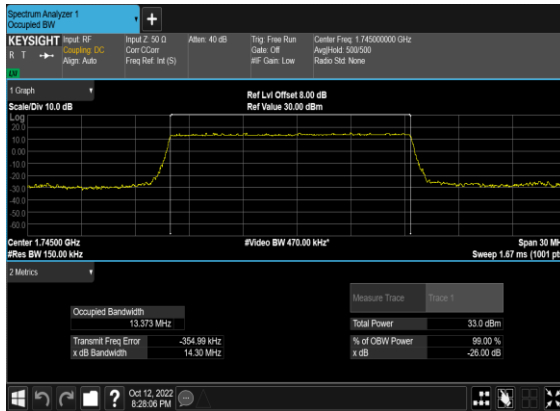 Spectrum Analyzer 1
Occupied BW
+
KEYSIGHT
R T
Input: RF
Coupling: DC
Align: Auto
Input Z: 50 Ω
Corr CCorr
Freq Ref: Int (S)
Atten: 40 dB
Trig: Free Run
Gate: Off
#IF Gain: Low
Center Freq: 1.745000000 GHz
Avg|Hold: 500/500
Radio Std: None
1 Graph
Scale/Div 10.0 dB
Ref Lvl Offset 8.00 dB
Ref Value 30.00 dBm
Log
20.0
10.0
0.00
-10.0
-20.0
-30.0
-40.0
-50.0
-60.0
Center 1.74500 GHz
#Res BW 150.00 kHz
#Video BW 470.00 kHz*
Span 30 MH
Sweep 1.67 ms (1001 pt
2 Metrics
Measure Trace
Trace 1
Occupied Bandwidth
13.373 MHz
Total Power
33.0 dBm
Transmit Freq Error
-354.99 kHz
% of OBW Power
99.00 %
x dB Bandwidth
14.30 MHz
x dB
-26.00 dB
?
Oct 12, 2022
8:28:06 PM